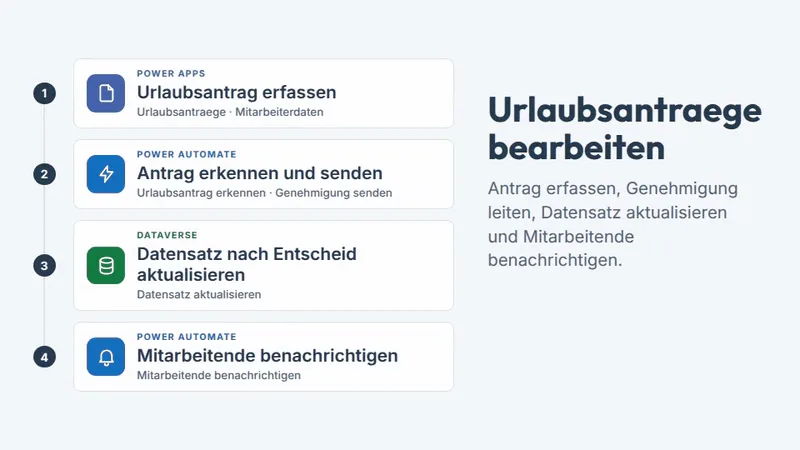 1
POWER APPS
Urlaubsantrag erfassen
Urlaubsantraege · Mitarbeiterdaten
2
POWER AUTOMATE
Antrag erkennen und senden
Urlaubsantrag erkennen · Genehmigung senden
3
DATAVERSE
Datensatz nach Entscheid
aktualisieren
Datensatz aktualisieren
4
POWER AUTOMATE
Mitarbeitende benachrichtigen
Mitarbeitende benachrichtigen
Urlaubsantraege
bearbeiten
Antrag erfassen, Genehmigung
leiten, Datensatz aktualisieren
und Mitarbeitende
benachrichtigen.